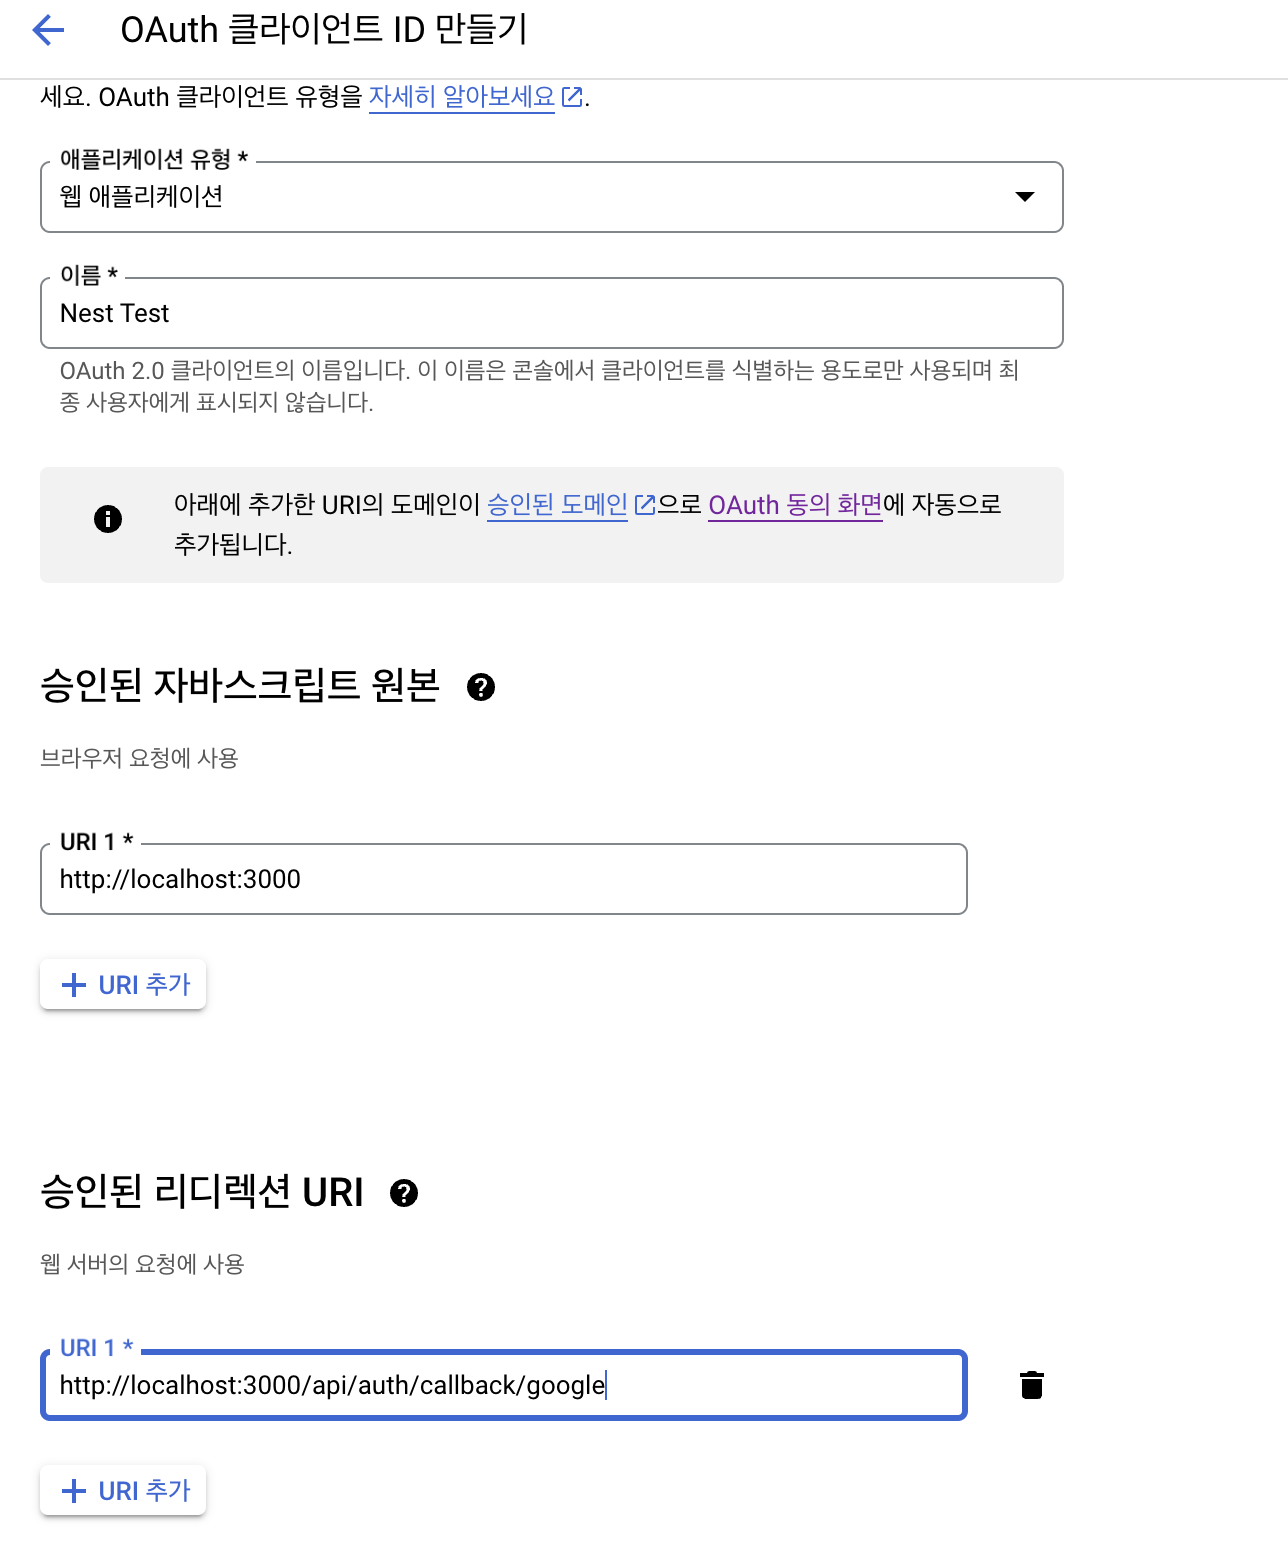 OAuth 클라이언트 ID 만들기
세요. OAuth 클라이언트 유형을 자세히 알아보세요.
애플리케이션 유형 *
웹 애플리케이션
이름 *
Nest Test
OAuth 2.0 클라이언트의 이름입니다. 이 이름은 콘솔에서 클라이언트를 식별하는 용도로만 사용되며 최
종 사용자에게 표시되지 않습니다.
아래에 추가한 URI의 도메인이 승인된 도메인으로 OAuth 동의 화면에 자동으로
추가됩니다.
승인된 자바스크립트 원본
브라우저 요청에 사용
URI 1 *
http://localhost:3000
URI 추가
승인된 리디렉션 URI
웹 서버의 요청에 사용
URI 1 *
http://localhost:3000/api/auth/callback/google
URI 추가